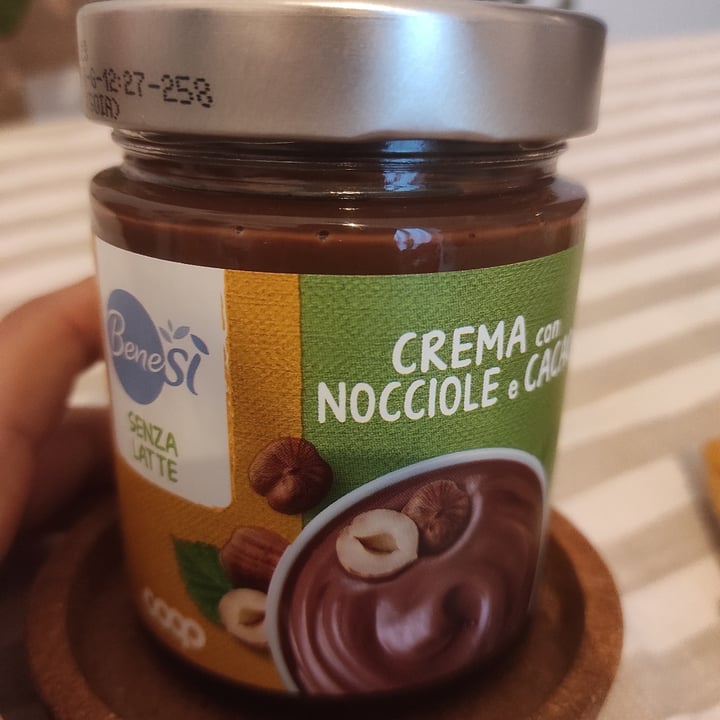 12:27-258
BeneSì
SENZA
LATTE
CREMA con
NOCCIOLE e
coop